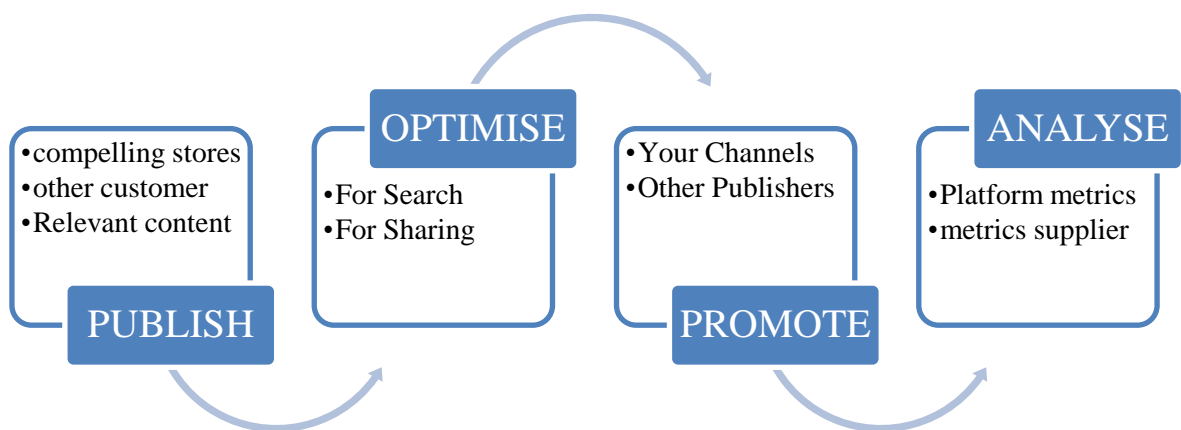 •compelling stores
•other customer
•Relevant content
PUBLISH
OPTIMISE
•For Search
•For Sharing
•Your Channels
•Other Publishers
PROMOTE
ANALYSE
•Platform metrics
•metrics supplier